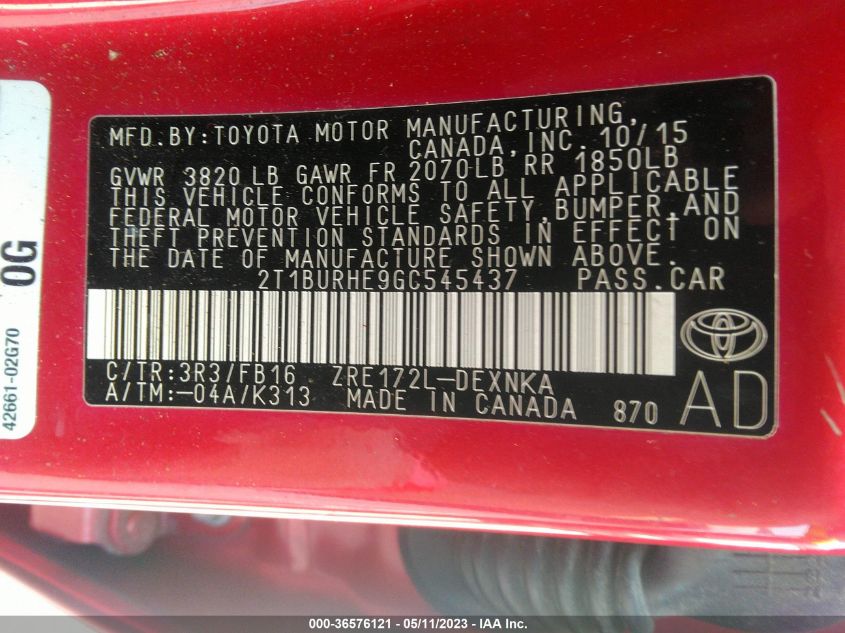 MFD.BY:TOYOTA MOTOR MANUFACTURING,
CANADA,INC. 10/15
GVWR 3820 LB GAWR FR 2070LB RR 1850LB
THIS VEHICLE CONFORMS TO ALL APPLICABLE
FEDERAL MOTOR VEHICLE SAFETY,BUMPER,AND
THEFT PREVENTION STANDARDS IN EFFECT ON
THE DATE OF MANUFACTURE SHOWN ABOVE.
2T1BURHE9GC545437 PASS.CAR
C/TR:3R3/FB16 ZRE172L-DEXNKA
A/TM:-04A/K313 MADE IN CANADA 870
AD
0G
42661-02G70
000-36576121 - 05/11/2023 - IAA Inc.